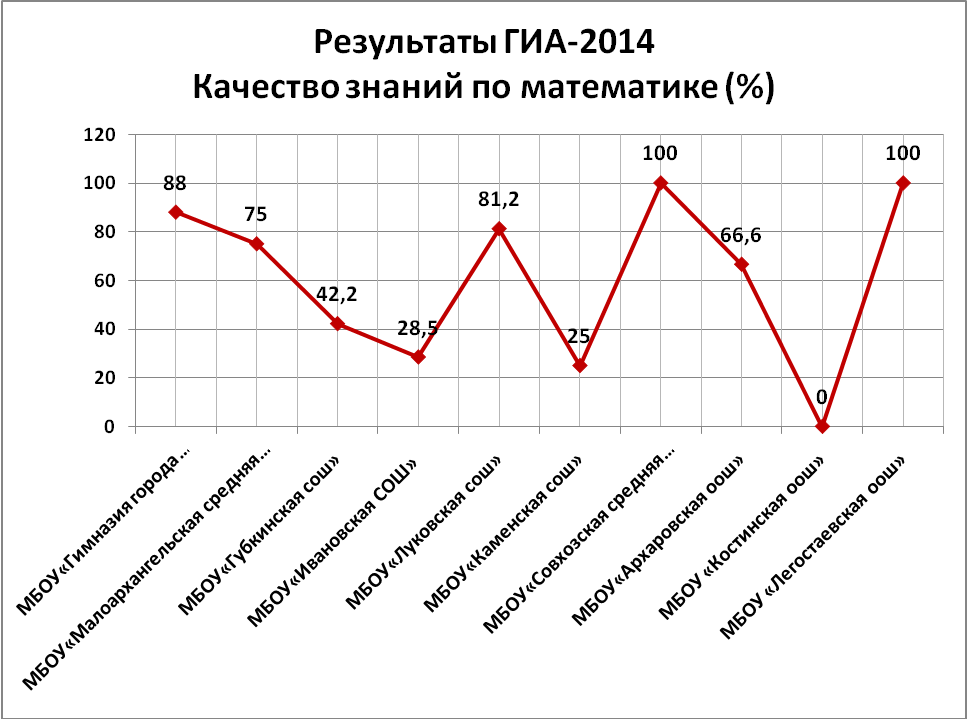 Результаты ГИА-2014
Качество знаний по математике (%)
120
100
80
60
40
20
0
88
75
42,2
28,5
81,2
25
100
66,6
0
100
МБОУ«Гимназия города...
МБОУ«Малоархангельская средняя...
МБОУ«Губкинская сош»
МБОУ«Ивановская СОШ»
МБОУ«Луковская сош»
МБОУ«Каменская сош»
МБОУ«Совхозская средняя...
МБОУ«Архаровская оош»
МБОУ «Костинская оош»
МБОУ «Легостаевская оош»